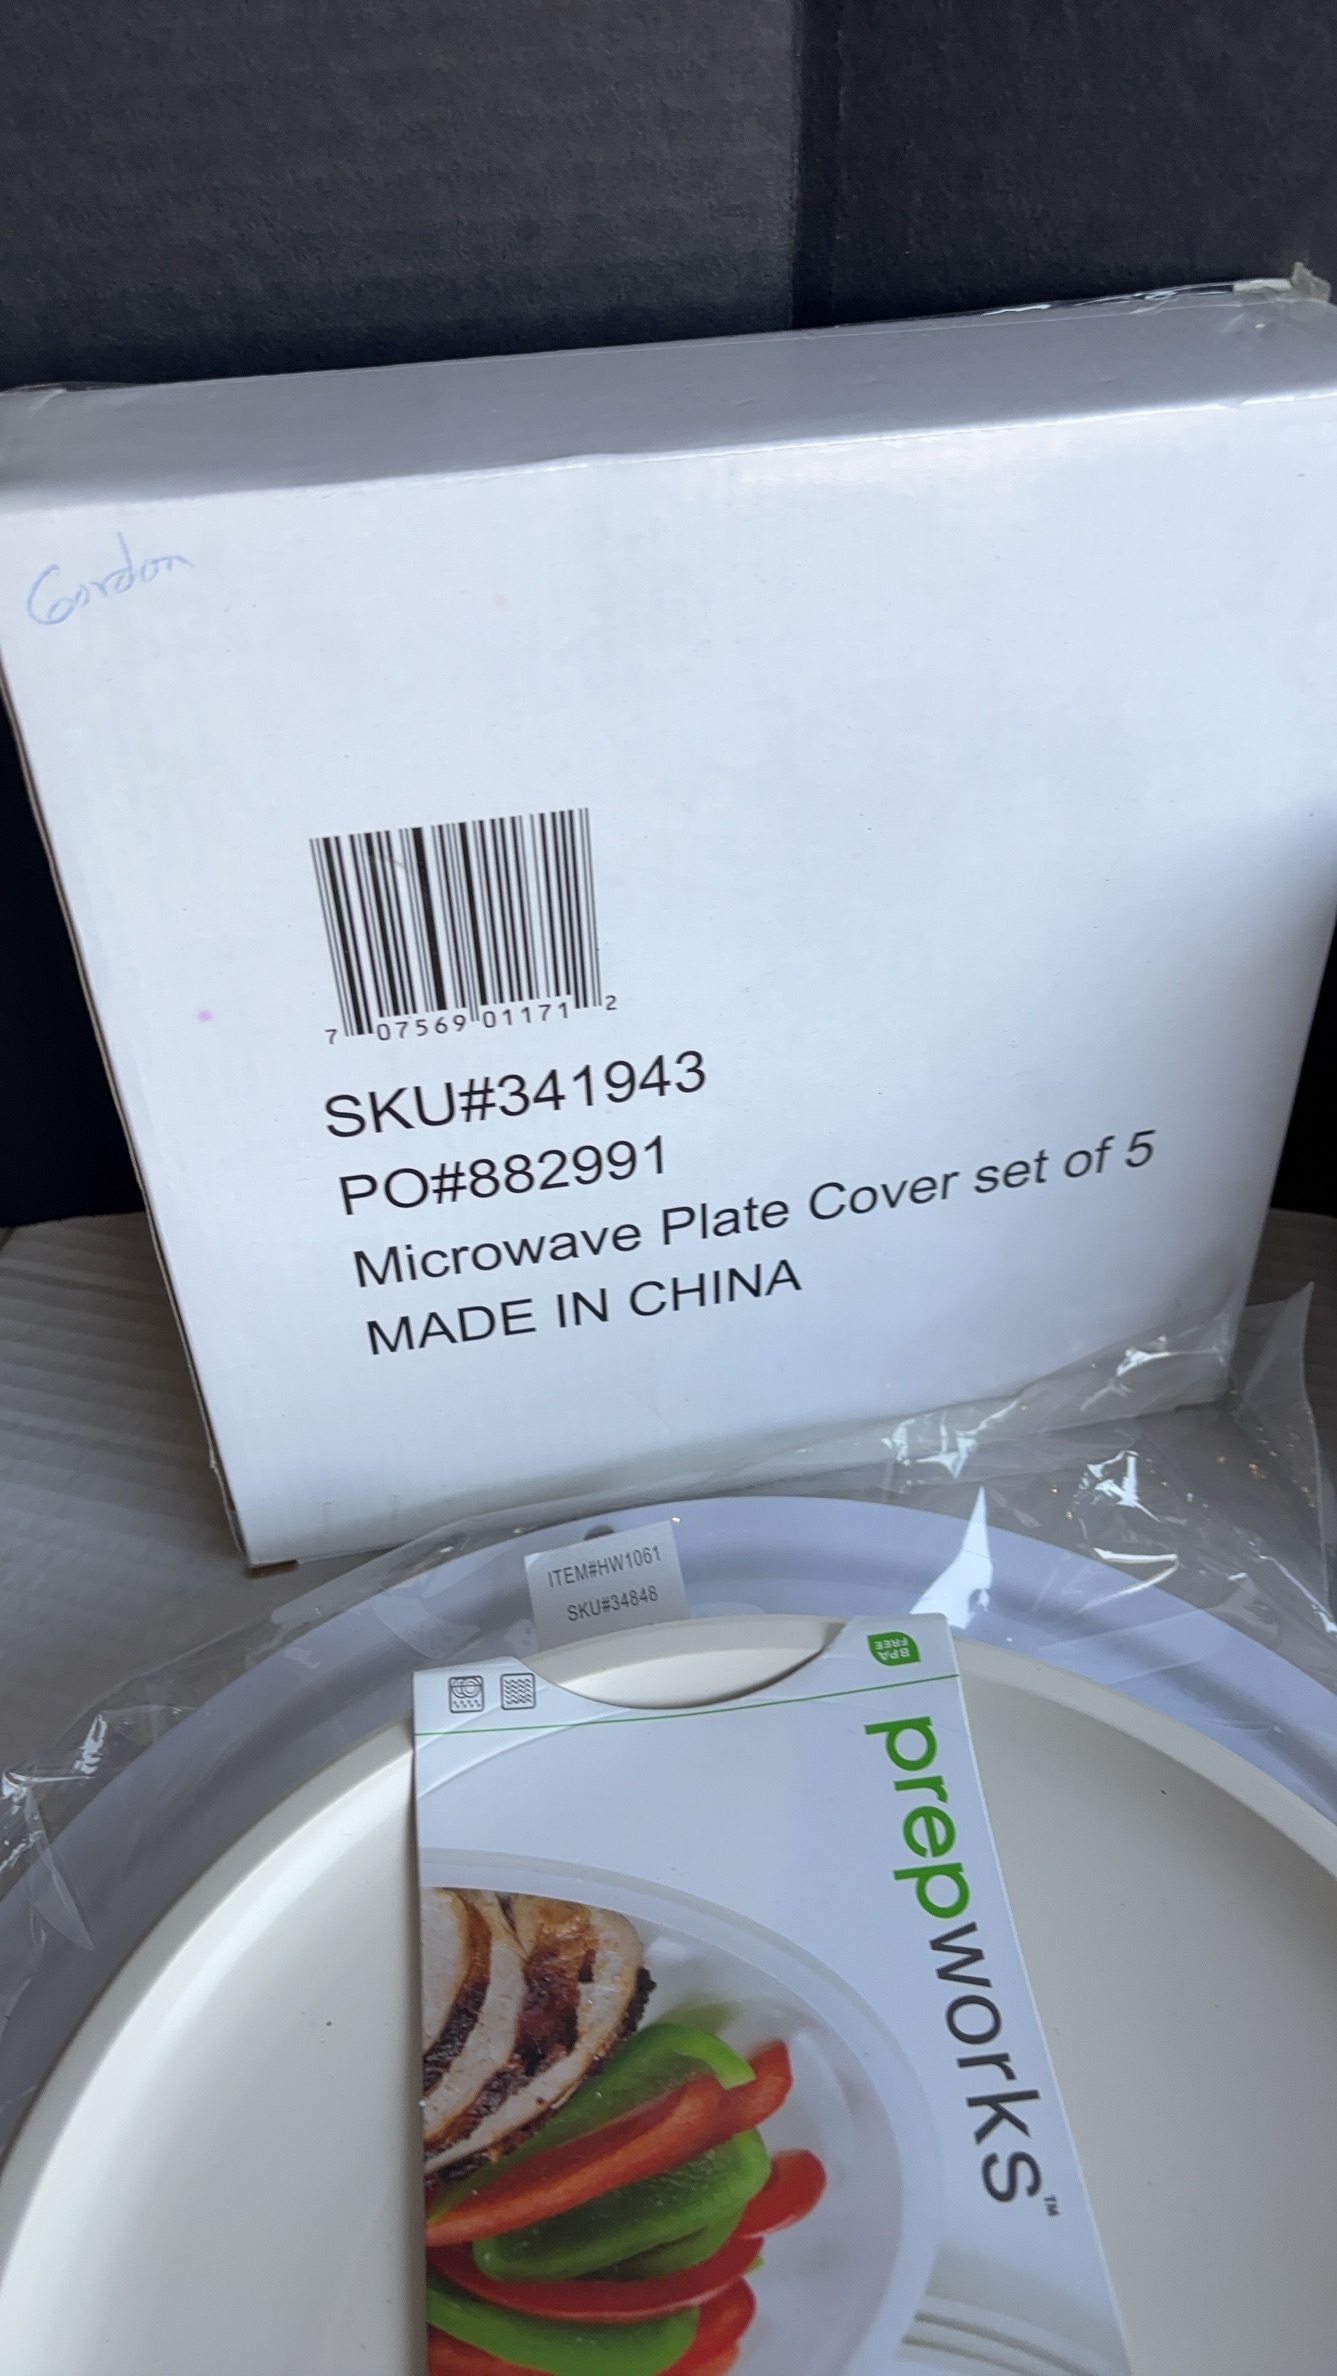 Gordon
7 07569 01171 2
SKU#341943
PO#882991
Microwave Plate Cover set of 5
MADE IN CHINA
ITEM#HW1061
SKU#34848
BPA
FREE
prepworks™